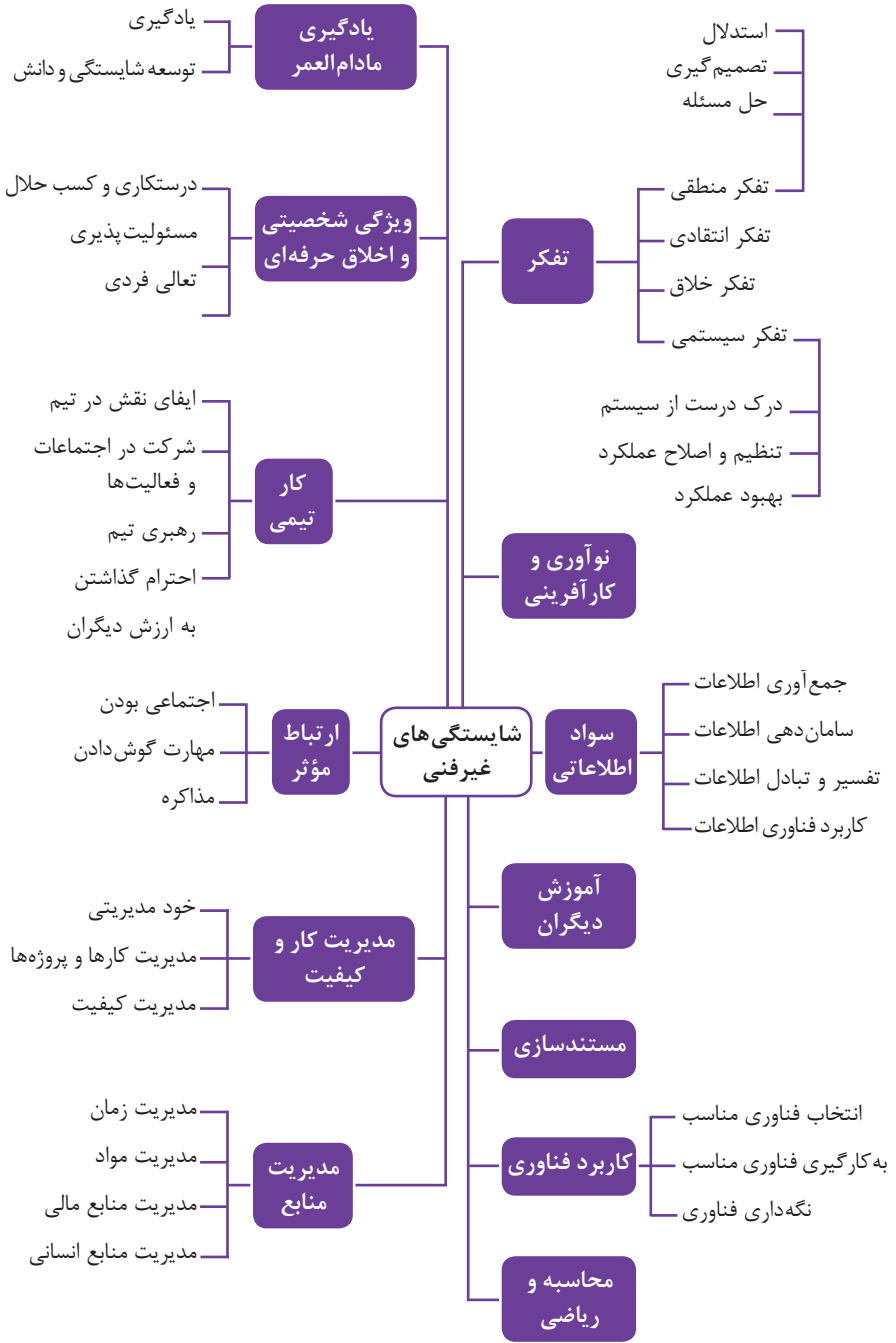 شایستگی‌های
غیرفنی
تفکر
استدلال
تصمیم‌گیری
حل مسئله
تفکر منطقی
تفکر انتقادی
تفکر خلاق
تفکر سیستمی
درک درست از سیستم
تنظیم و اصلاح عملکرد
بهبود عملکرد
نوآوری و
کارآفرینی
سواد
اطلاعاتی
جمع‌آوری اطلاعات
سامان‌دهی اطلاعات
تفسیر و تبادل اطلاعات
کاربرد فناوری اطلاعات
آموزش
دیگران
مستندسازی
کاربرد فناوری
انتخاب فناوری مناسب
به‌کارگیری فناوری مناسب
نگه‌داری فناوری
محاسبه و
ریاضی
یادگیری
مادام‌العمر
یادگیری
توسعه شایستگی و دانش
ویژگی شخصیتی
و اخلاق حرفه‌ای
درستکاری و کسب حلال
مسئولیت‌پذیری
تعالی فردی
کار
تیمی
ایفای نقش در تیم
شرکت در اجتماعات
و فعالیت‌ها
رهبری تیم
احترام گذاشتن
به ارزش دیگران
ارتباط
مؤثر
اجتماعی بودن
مهارت گوش‌دادن
مذاکره
مدیریت کار و
کیفیت
خود مدیریتی
مدیریت کارها و پروژه‌ها
مدیریت کیفیت
مدیریت
منابع
مدیریت زمان
مدیریت مواد
مدیریت منابع مالی
مدیریت منابع انسانی